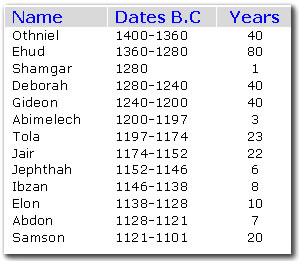 Name Dates B.C Years
Othniel 1400-1360 40
Ehud 1360-1280 80
Shamgar 1280 1
Deborah 1280-1240 40
Gideon 1240-1200 40
Abimelech 1200-1197 3
Tola 1197-1174 23
Jair 1174-1152 22
Jephthah 1152-1146 6
Ibzan 1146-1138 8
Elon 1138-1128 10
Abdon 1128-1121 7
Samson 1121-1101 20